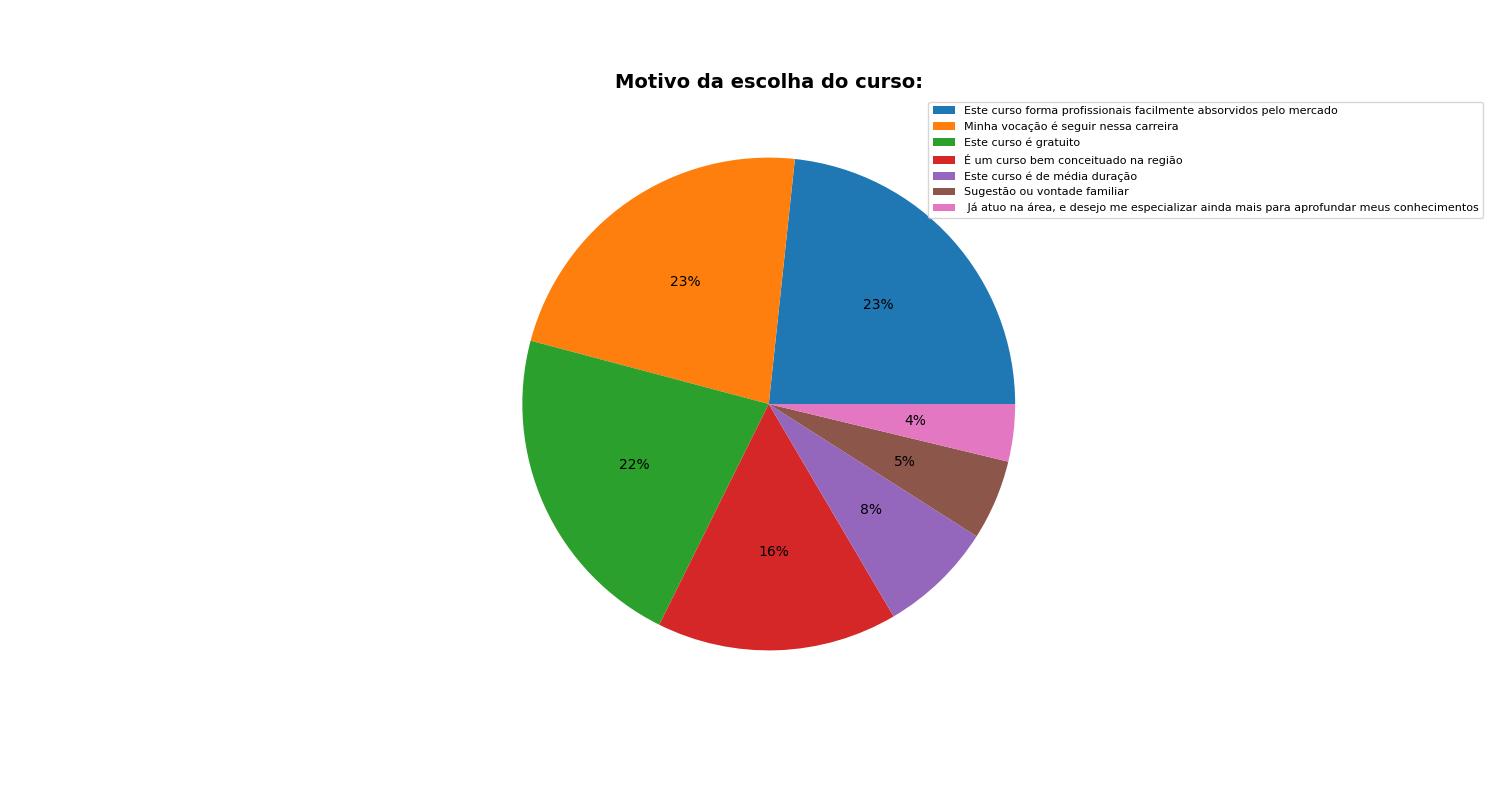 Motivo da escolha do curso:
Este curso forma profissionais facilmente absorvidos pelo mercado
Minha vocação é seguir nessa carreira
Este curso é gratuito
É um curso bem conceituado na região
Este curso é de média duração
Sugestão ou vontade familiar
Já atuo na área, e desejo me especializar ainda mais para aprofundar meus conhecimentos
23%
23%
22%
16%
8%
5%
4%